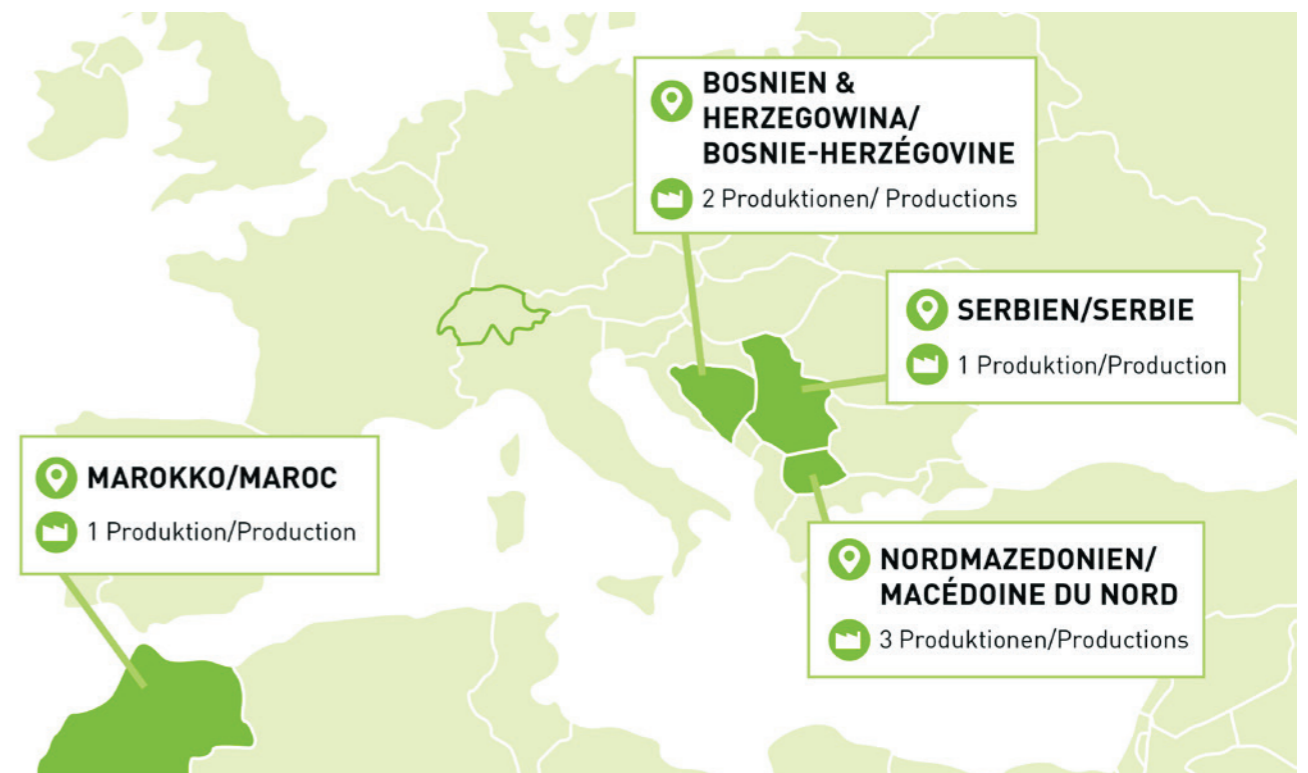 BOSNIEN &
HERZEGOWINA/
BOSNIE-HERZÉGOVINE
2 Produktionen/ Productions
SERBIEN/SERBIE
1 Produktion/Production
MAROKKO/MAROC
1 Produktion/Production
NORDMAZEDONIEN/
MACÉDOINE DU NORD
3 Produktionen/Productions